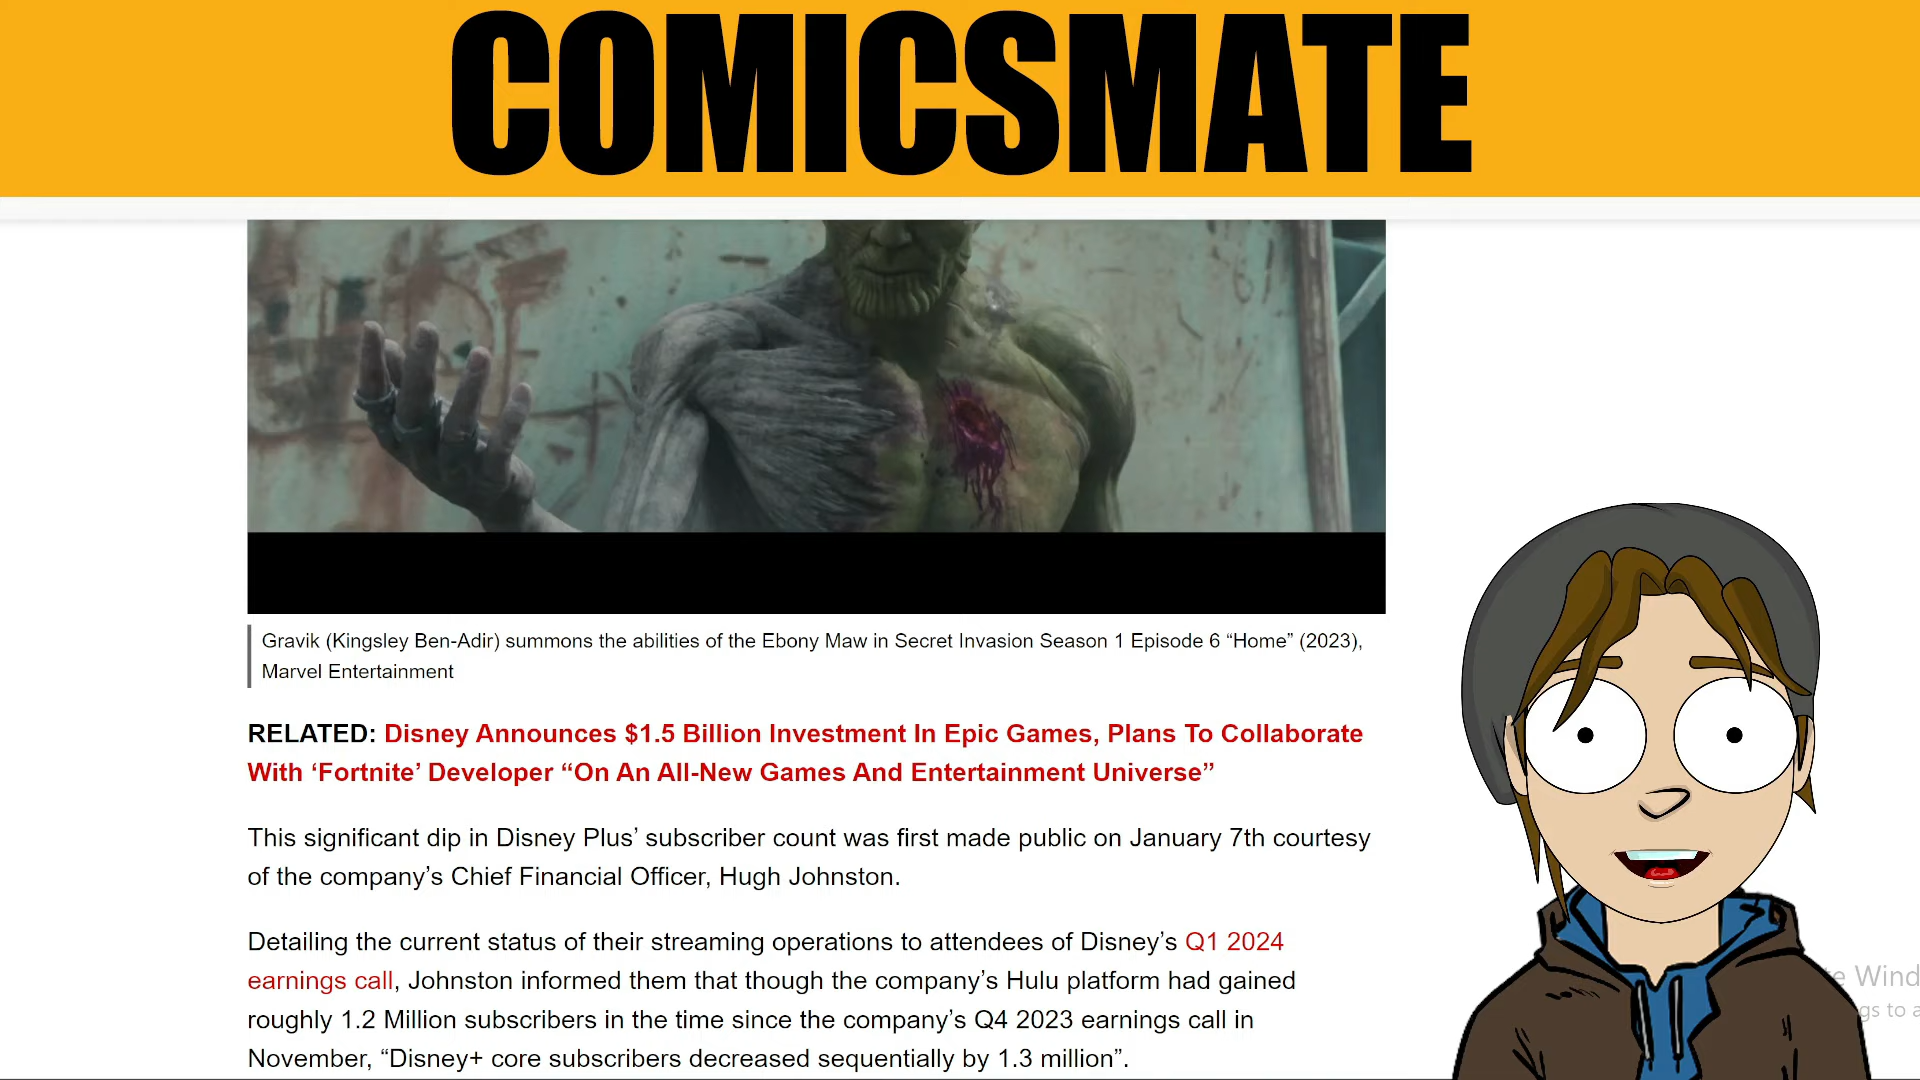 COMICSMATE
Gravik (Kingsley Ben-Adir) summons the abilities of the Ebony Maw in Secret Invasion Season 1 Episode 6 “Home” (2023),
Marvel Entertainment
RELATED: Disney Announces $1.5 Billion Investment In Epic Games, Plans To Collaborate
With ‘Fortnite’ Developer “On An All-New Games And Entertainment Universe”
This significant dip in Disney Plus’ subscriber count was first made public on January 7th courtesy
of the company’s Chief Financial Officer, Hugh Johnston.
Detailing the current status of their streaming operations to attendees of Disney’s Q1 2024
earnings call, Johnston informed them that though the company’s Hulu platform had gained
roughly 1.2 Million subscribers in the time since the company’s Q4 2023 earnings call in
November, “Disney+ core subscribers decreased sequentially by 1.3 million”.
e Wind
gs to a